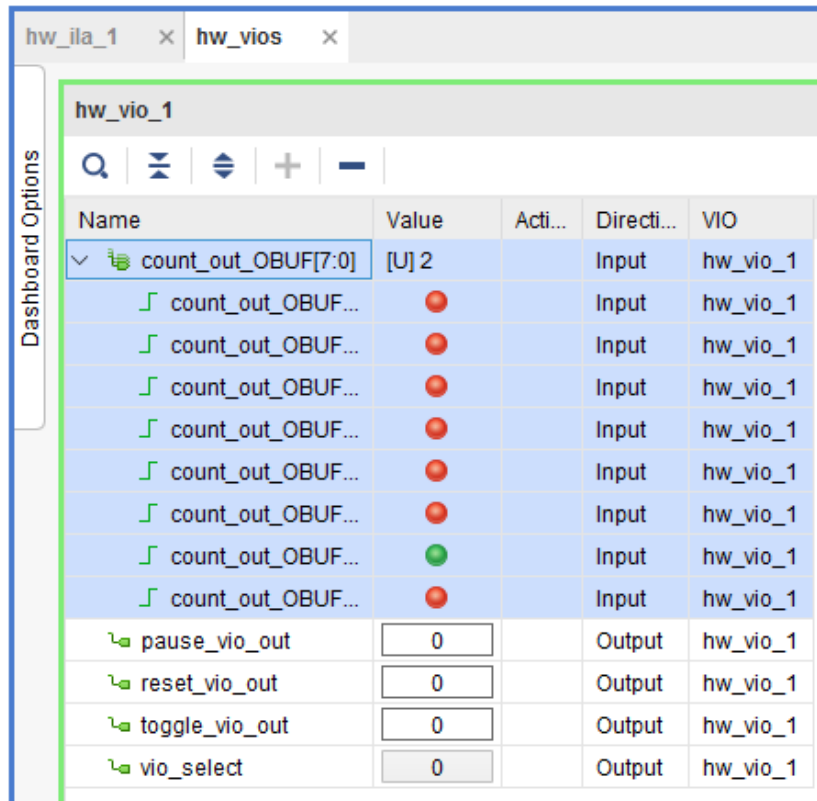 hw_ila_1 × hw_vios ×
Dashboard Options
hw_vio_1
Name Value Acti... Directi... VIO
count_out_OBUF[7:0] [U] 2 Input hw_vio_1
count_out_OBUF... Input hw_vio_1
count_out_OBUF... Input hw_vio_1
count_out_OBUF... Input hw_vio_1
count_out_OBUF... Input hw_vio_1
count_out_OBUF... Input hw_vio_1
count_out_OBUF... Input hw_vio_1
count_out_OBUF... Input hw_vio_1
count_out_OBUF... Input hw_vio_1
pause_vio_out 0 Output hw_vio_1
reset_vio_out 0 Output hw_vio_1
toggle_vio_out 0 Output hw_vio_1
vio_select 0 Output hw_vio_1